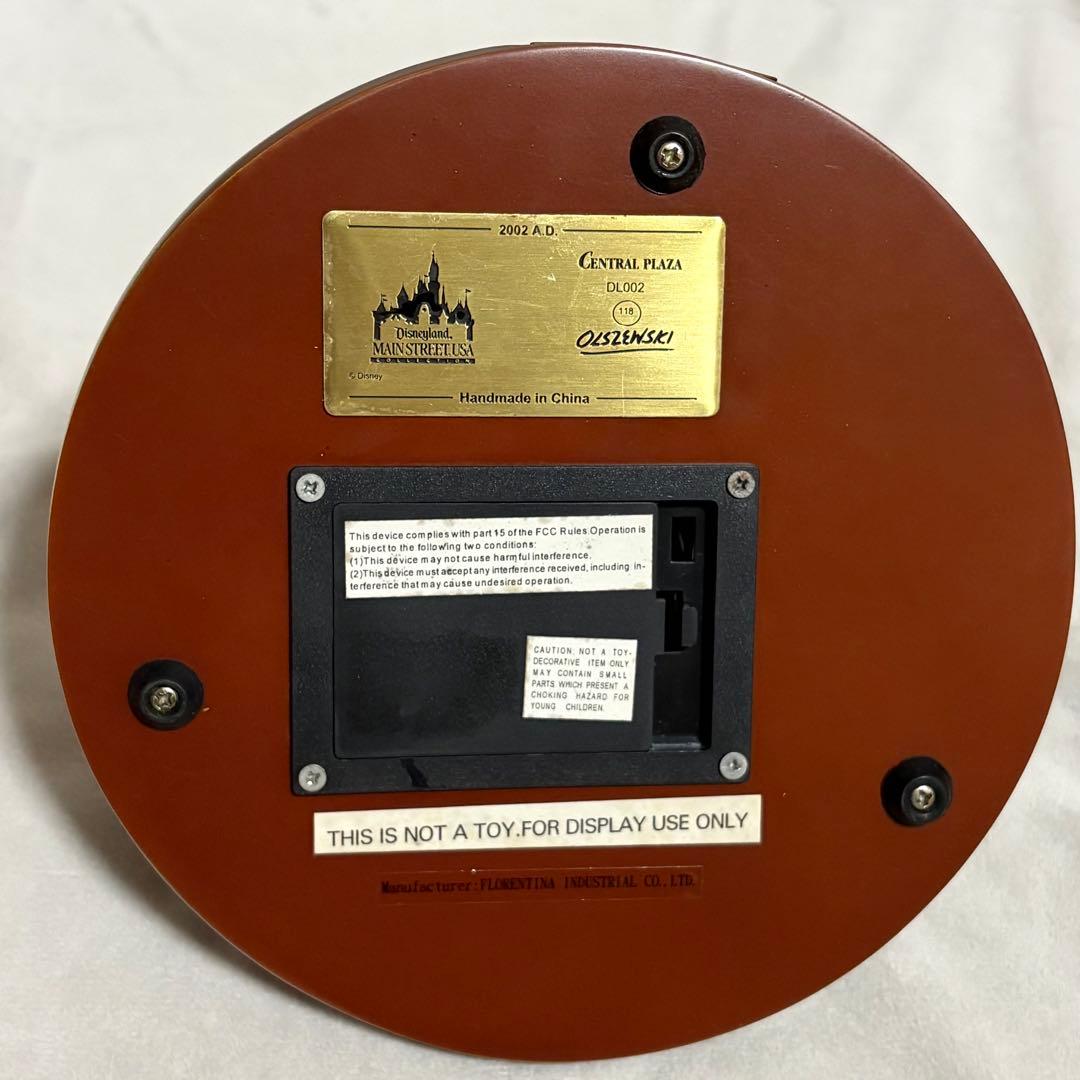 2002 A.D.
CENTRAL PLAZA
DL002
118
OLSZEWSKI
Disneyland
MAIN STREET, USA
COLLECTION
© Disney
Handmade in China
This device complies with part 15 of the FCC Rules.Operation is
subject to the following two conditions:
(1)This device may not cause harmful interference.
(2)This device must accept any interference received, including in-
terference that may cause undesired operation.
CAUTION: NOT A TOY-
DECORATIVE ITEM ONLY
MAY CONTAIN SMALL
PARTS WHICH PRESENT A
CHOKING HAZARD FOR
YOUNG CHILDREN.
THIS IS NOT A TOY.FOR DISPLAY USE ONLY
Manufacturer:FLORENTINA INDUSTRIAL CO.,LTD.